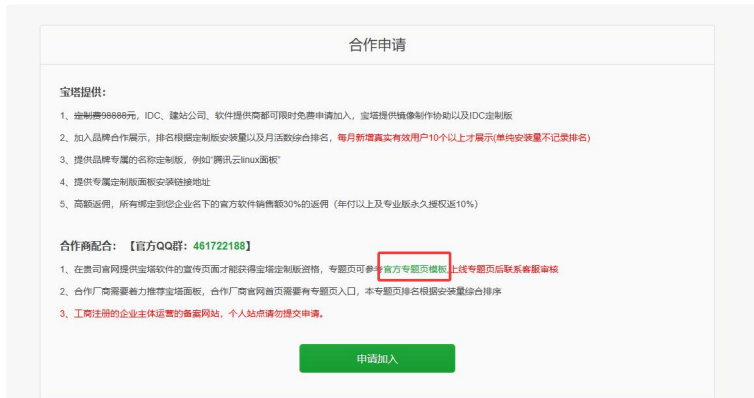 合作申请
宝塔提供：
1、定制费98888元，IDC、建站公司、软件提供商都可限时免费申请加入，宝塔提供镜像制作协助以及IDC定制版
2、加入品牌合作展示，排名根据定制版安装量以及月活数综合排名，每月新增真实有效用户10个以上才展示(单纯安装量不记录排名)
3、提供品牌专属的名称定制版，例如“腾讯云linux面板”
4、提供专属定制版面板安装链接地址
5、高额返佣，所有绑定到您企业名下的官方软件销售额30%的返佣（年付以上及专业版永久授权返10%）
合作商配合：【官方QQ群：461722188】
1、在贵司官网提供宝塔软件的宣传页面才能获得宝塔定制版资格，专题页可参考官方专题页模板,上线专题页后联系客服审核
2、合作厂商需要着力推荐宝塔面板，合作厂商官网首页需要有专题页入口，本专题页排名根据安装量综合排序
3、工商注册的企业主体运营的备案网站，个人站点请勿提交申请。
申请加入